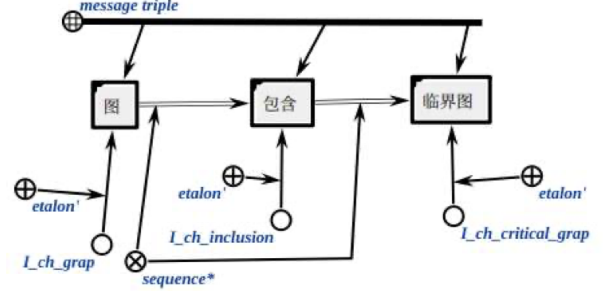 message triple
图
包含
临界图
etalon'
etalon'
etalon'
I_ch_inclusion
I_ch_critical_grap
I_ch_grap
sequence*